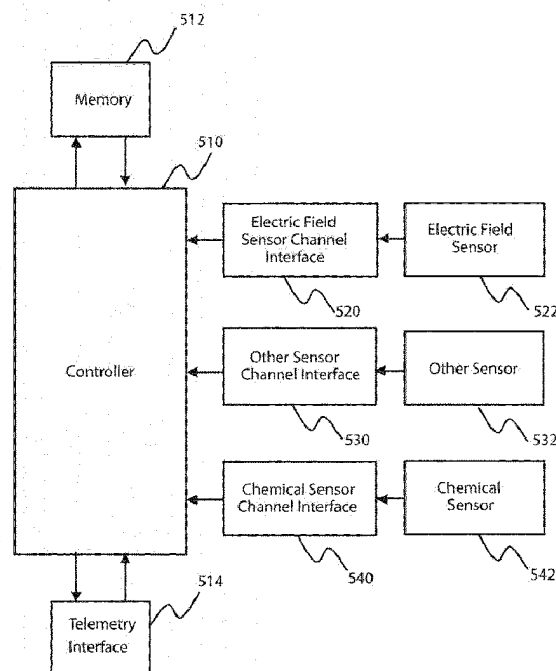 512
Memory
510
Controller
Electric Field
Sensor Channel
Interface
520
Electric Field
Sensor
522
Other Sensor
Channel Interface
530
Other Sensor
532
Chemical Sensor
Channel Interface
540
Chemical
Sensor
542
514
Telemetry
Interface